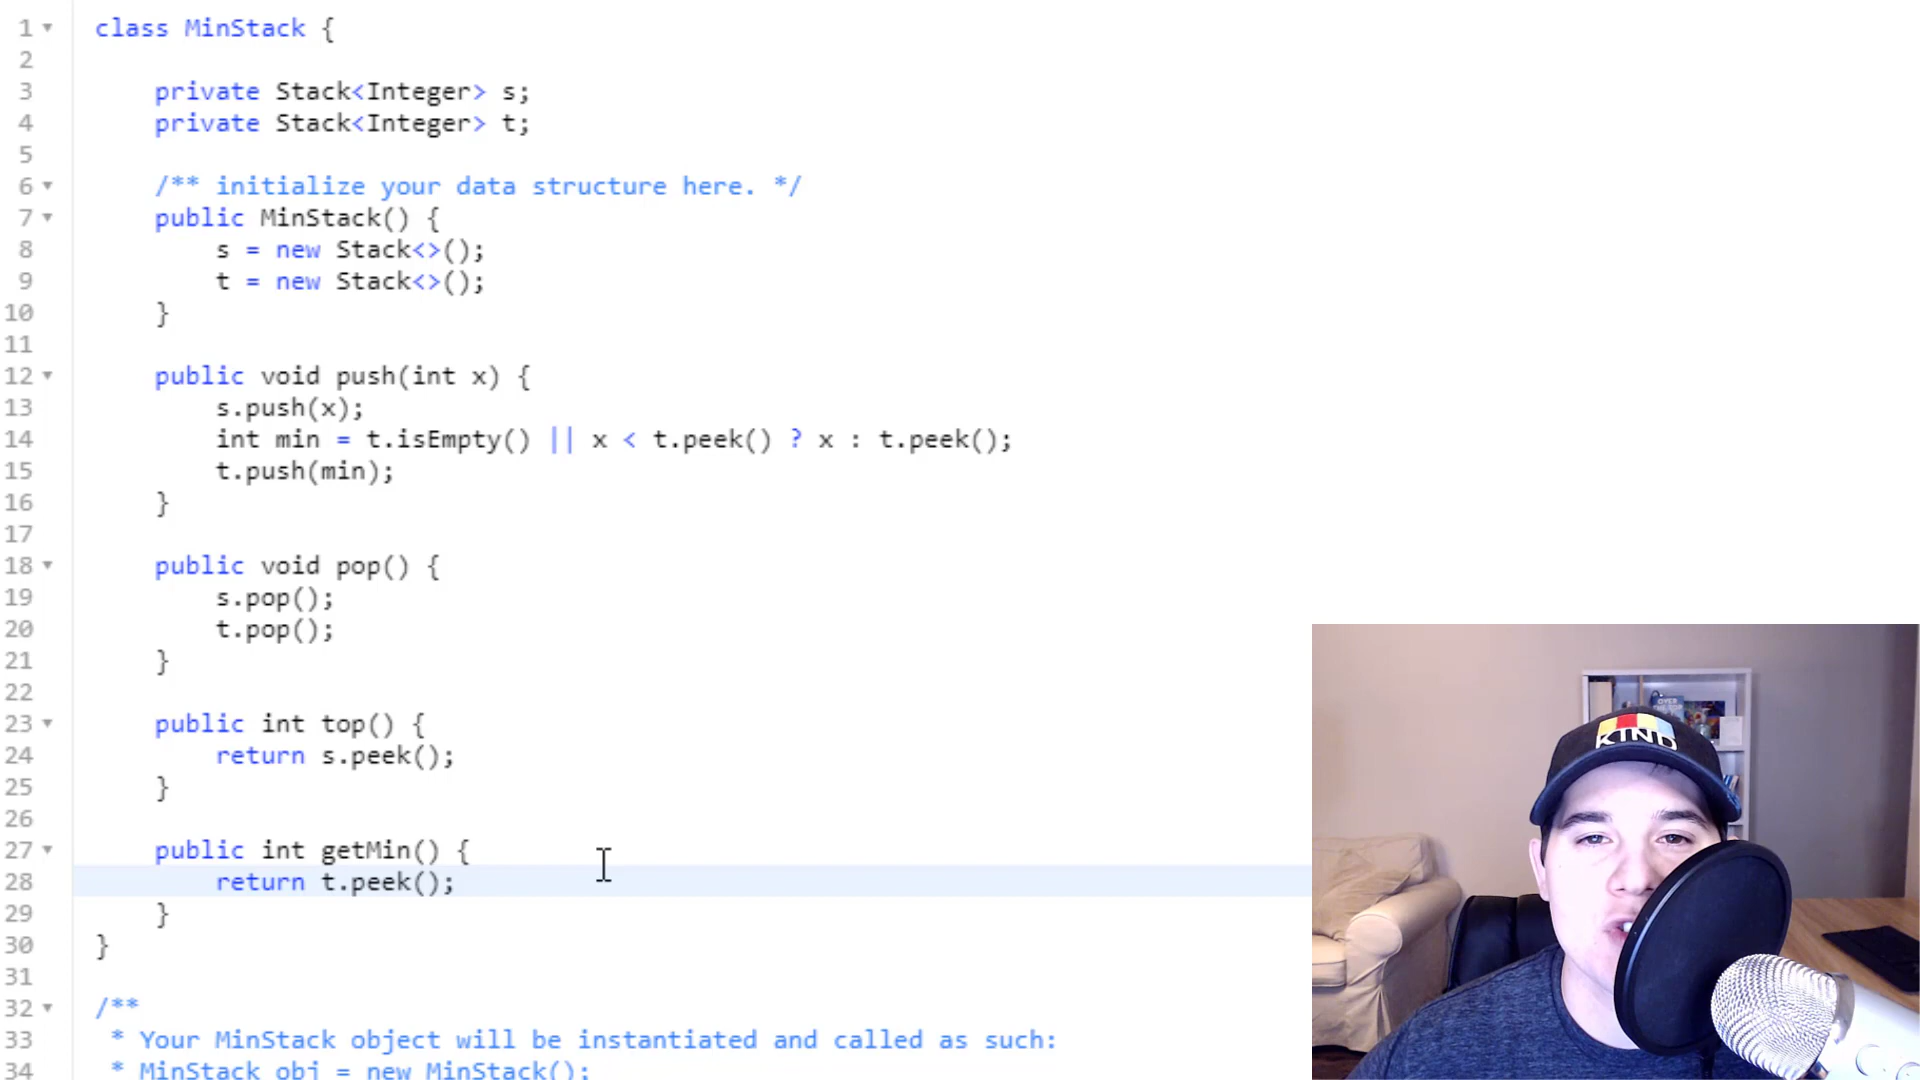 1 class MinStack {
2
3 private Stack<Integer> s;
4 private Stack<Integer> t;
5
6 /** initialize your data structure here. */
7 public MinStack() {
8 s = new Stack<>();
9 t = new Stack<>();
10 }
11
12 public void push(int x) {
13 s.push(x);
14 int min = t.isEmpty() || x < t.peek() ? x : t.peek();
15 t.push(min);
16 }
17
18 public void pop() {
19 s.pop();
20 t.pop();
21 }
22
23 public int top() {
24 return s.peek();
25 }
26
27 public int getMin() {
28 return t.peek();
29 }
30 }
31
32 /**
33 * Your MinStack object will be instantiated and called as such:
34 * MinStack obj = new MinStack();
OVER
THE TOP
KIND